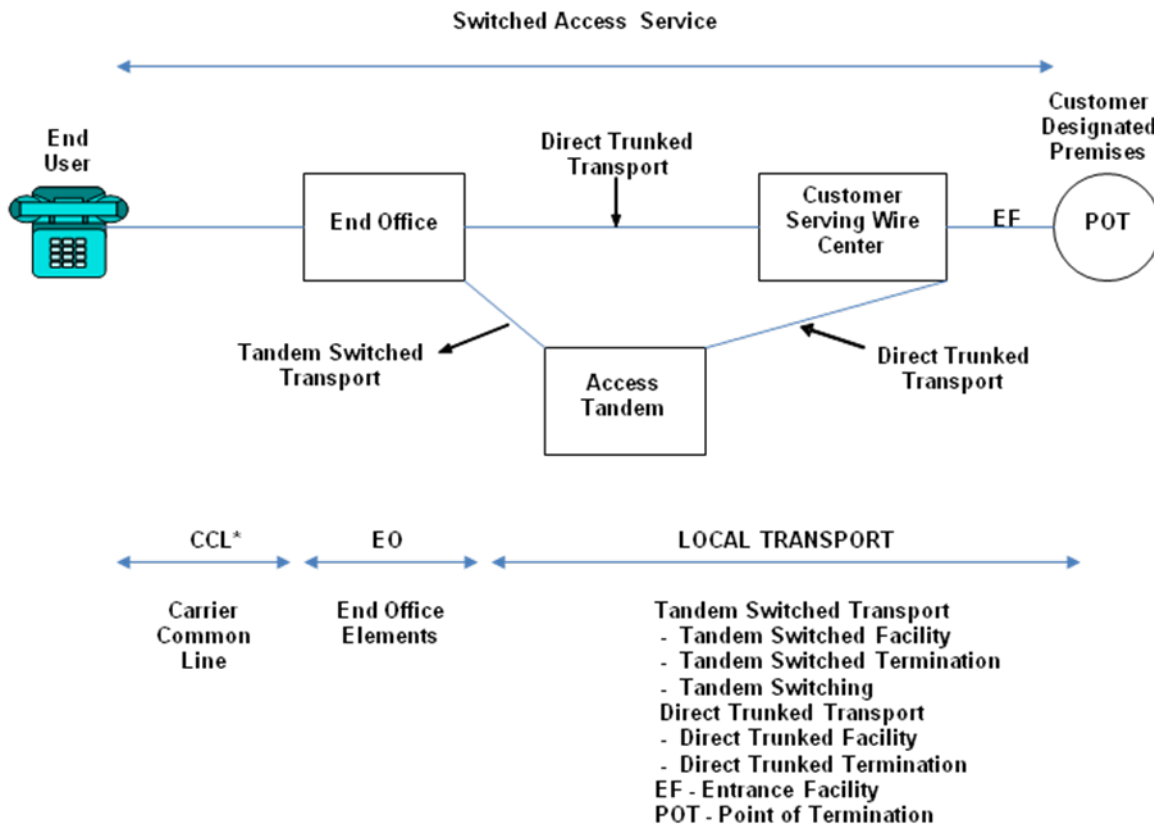 Switched Access Service
End
User
Direct Trunked
Transport
Customer
Designated
Premises
End Office
Customer
Serving Wire
Center
EF
POT
Tandem Switched
Transport
Access
Tandem
Direct Trunked
Transport
CCL*
EO
LOCAL TRANSPORT
Carrier
Common
Line
End Office
Elements
Tandem Switched Transport
- Tandem Switched Facility
- Tandem Switched Termination
- Tandem Switching
Direct Trunked Transport
- Direct Trunked Facility
- Direct Trunked Termination
EF - Entrance Facility
POT - Point of Termination